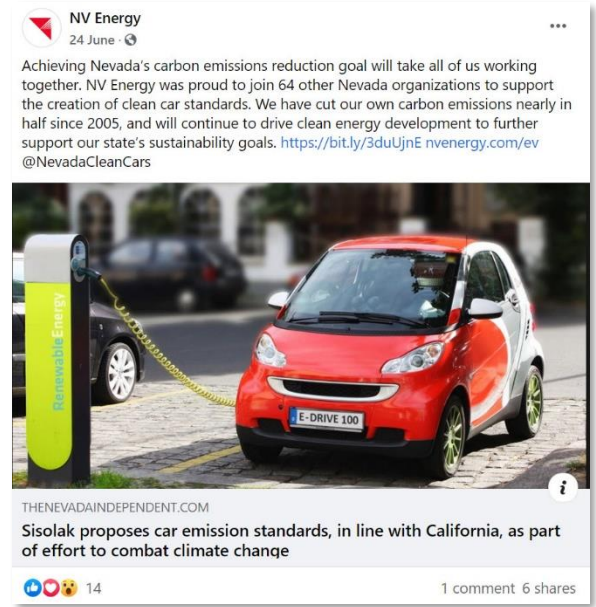 NV Energy
24 June ·
Achieving Nevada's carbon emissions reduction goal will take all of us working
together. NV Energy was proud to join 64 other Nevada organizations to support
the creation of clean car standards. We have cut our own carbon emissions nearly in
half since 2005, and will continue to drive clean energy development to further
support our state's sustainability goals. https://bit.ly/3duUjnE nvenergy.com/ev
@NevadaCleanCars
RenewableEnergy
E-DRIVE 100
i
THENEVADAINDEPENDENT.COM
Sisolak proposes car emission standards, in line with California, as part
of effort to combat climate change
14
1 comment 6 shares